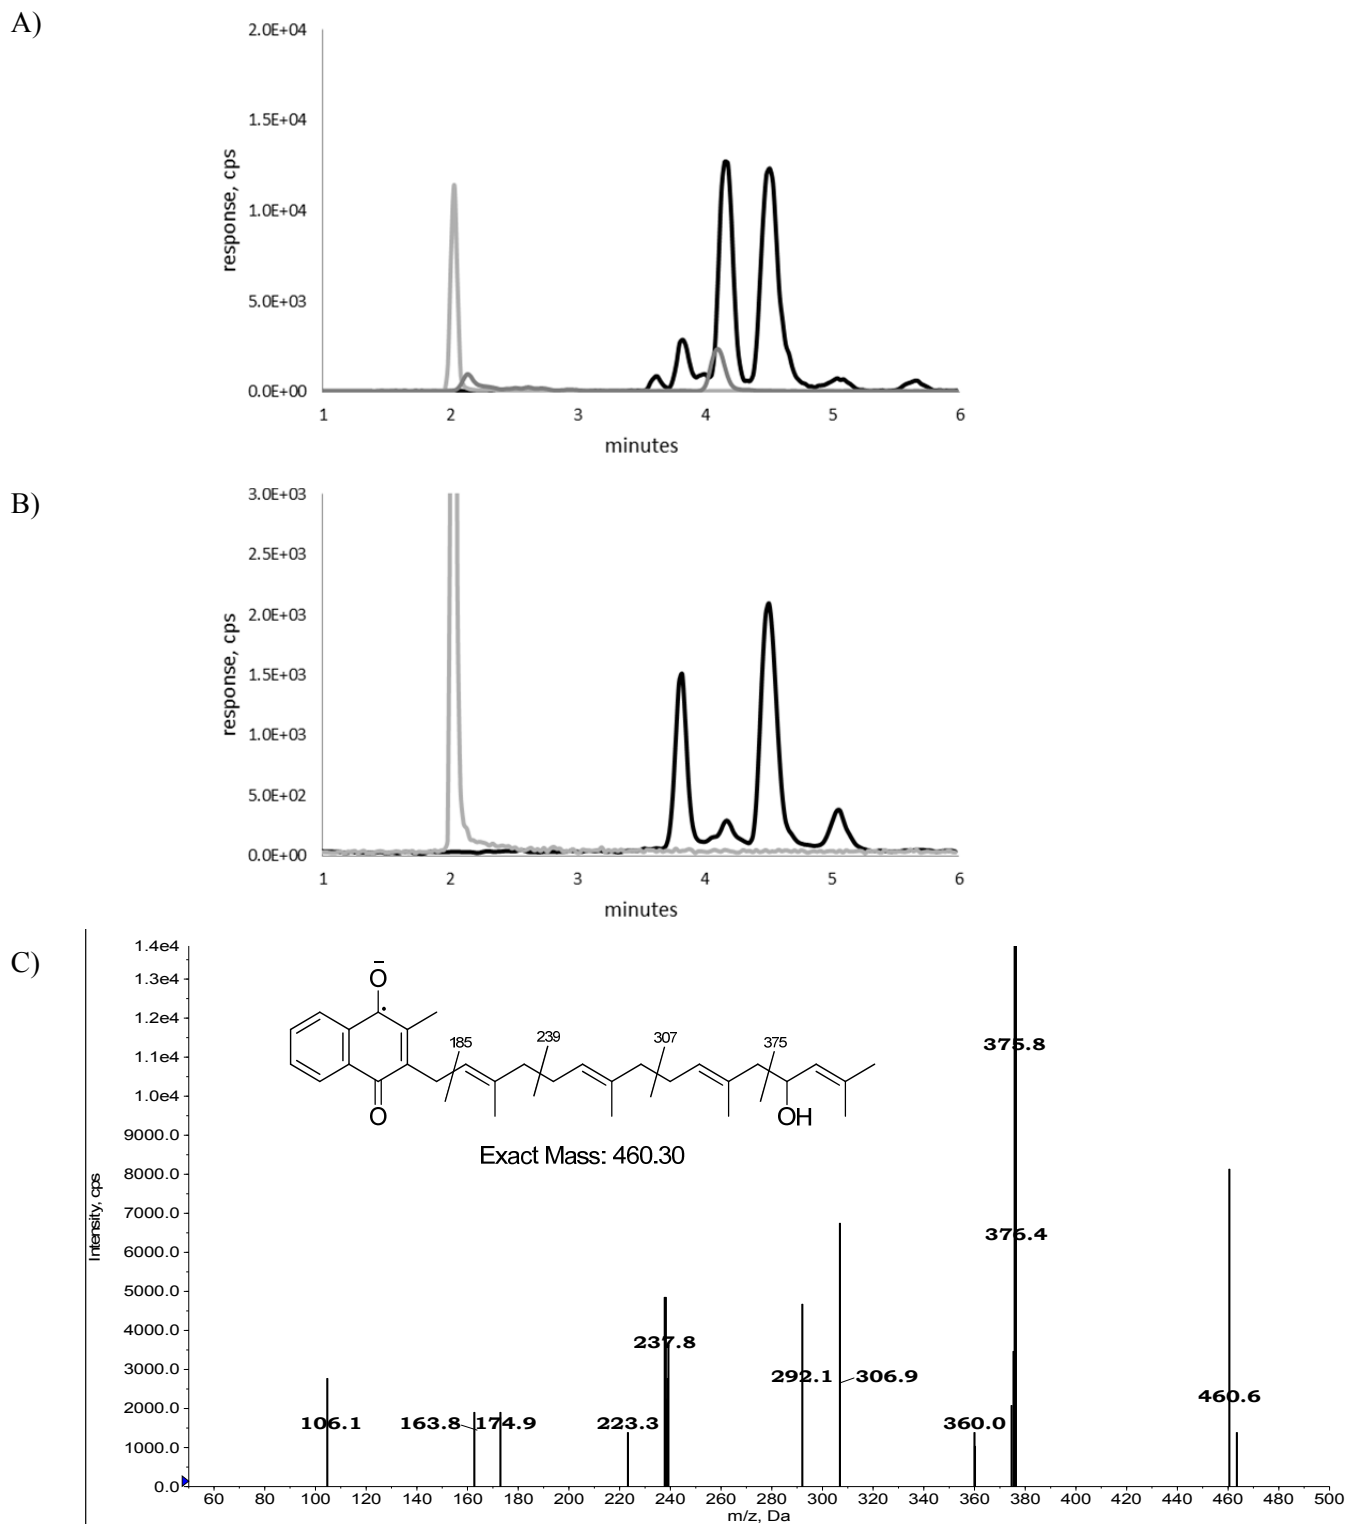 A)
2.0E+04
1.5E+04
1.0E+04
5.0E+03
0.0E+00
response, cps
1 2 3 4 5 6
minutes
B)
3.0E+03
2.5E+03
2.0E+03
1.5E+03
1.0E+03
5.0E+02
0.0E+00
response, cps
1 2 3 4 5 6
minutes
C)
1.4e4
1.3e4
1.2e4
1.1e4
1.0e4
9000.0
8000.0
7000.0
6000.0
5000.0
4000.0
3000.0
2000.0
1000.0
0.0
Intensity, cps
O
O
185
239
307
375
OH
Exact Mass: 460.30
375.8
376.4
237.8
292.1
306.9
460.6
106.1
163.8
174.9
223.3
360.0
60 80 100 120 140 160 180 200 220 240 260 280 300 320 340 360 380 400 420 440 460 480 500
m/z, Da